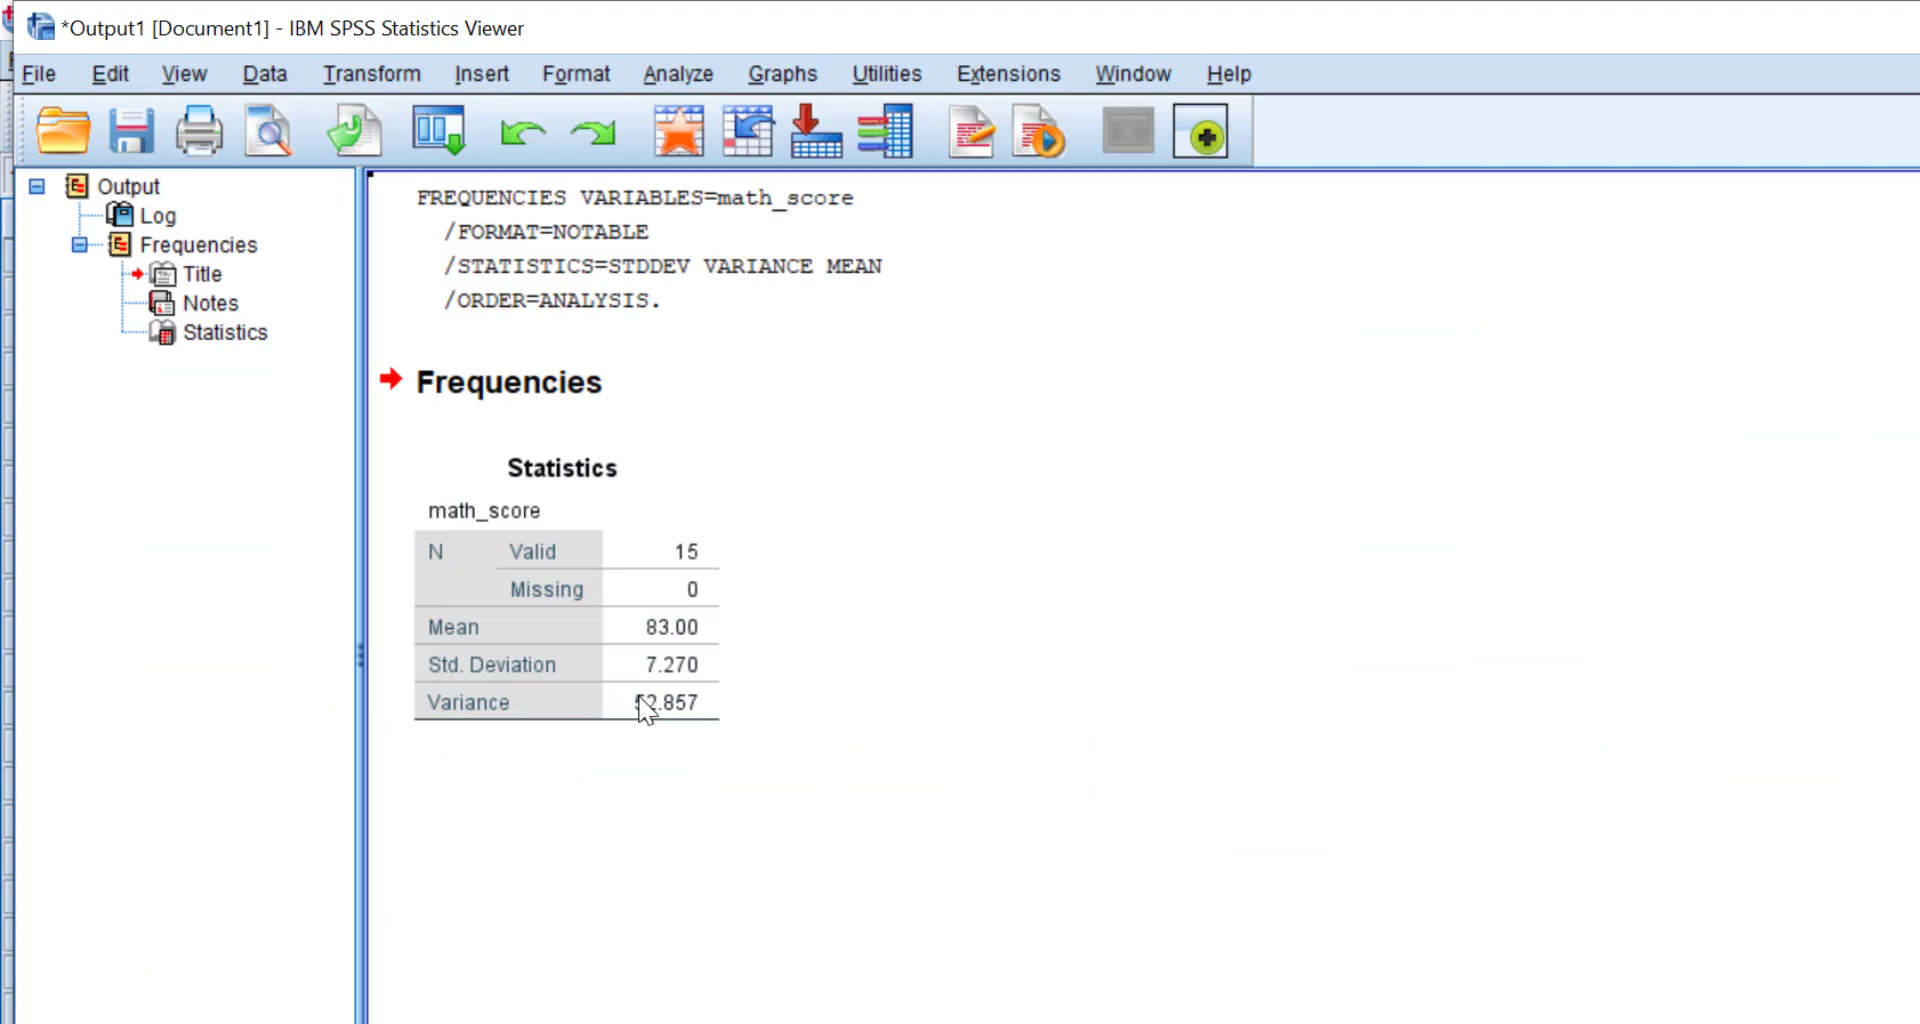 *Output1 [Document1] - IBM SPSS Statistics Viewer
File Edit View Data Transform Insert Format Analyze Graphs Utilities Extensions Window Help
Output
Log
Frequencies
Title
Notes
Statistics
FREQUENCIES VARIABLES=math_score
/FORMAT=NOTABLE
/STATISTICS=STDDEV VARIANCE MEAN
/ORDER=ANALYSIS.
Frequencies
Statistics
math_score
N Valid 15
Missing 0
Mean 83.00
Std. Deviation 7.270
Variance 52.857